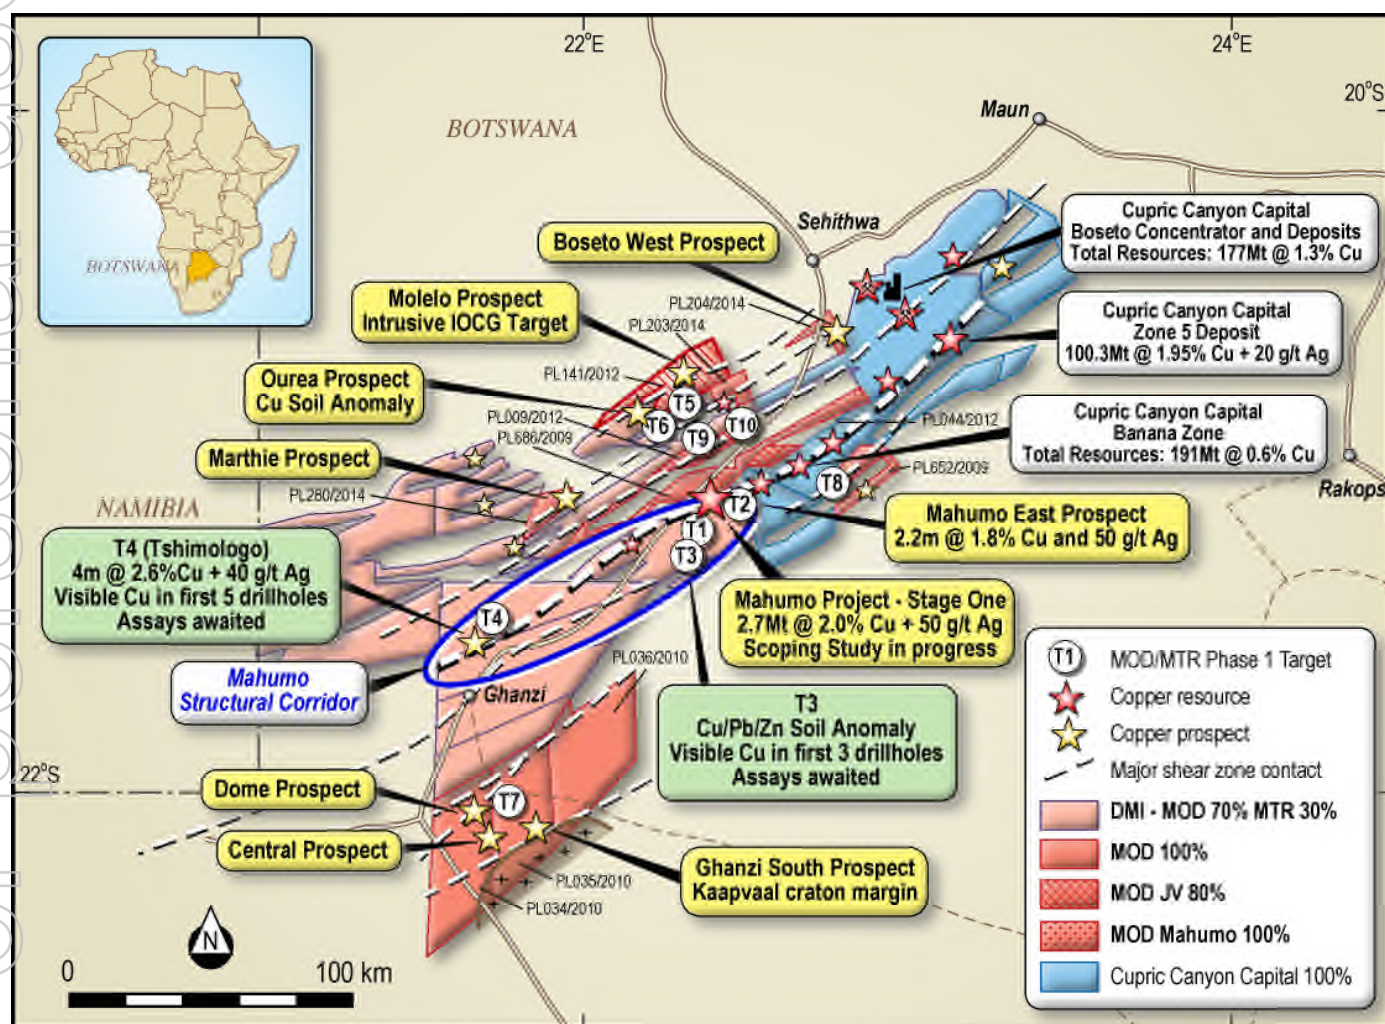 22°E
24°E
20°S
Maun
BOTSWANA
Sehithwa
Cupric Canyon Capital
Boseto Concentrator and Deposits
Total Resources: 177Mt @ 1.3% Cu
Boseto West Prospect
BOTSWANA
Molelo Prospect
Intrusive IOCG Target
PL204/2014
PL203/2014
Cupric Canyon Capital
Zone 5 Deposit
100.3Mt @ 1.95% Cu + 20 g/t Ag
PL141/2012
Ourea Prospect
Cu Soil Anomaly
T5
T6
T9
T10
PL009/2012
PL686/2009
PL044/2012
Cupric Canyon Capital
Banana Zone
Total Resources: 191Mt @ 0.6% Cu
Marthie Prospect
PL652/2009
PL280/2014
T8
Rakops
NAMIBIA
T2
T1
T3
Mahumo East Prospect
2.2m @ 1.8% Cu and 50 g/t Ag
T4 (Tshimologo)
4m @ 2.6%Cu + 40 g/t Ag
Visible Cu in first 5 drillholes
Assays awaited
T4
Mahumo Project - Stage One
2.7Mt @ 2.0% Cu + 50 g/t Ag
Scoping Study in progress
Mahumo
Structural Corridor
Ghanzi
PL036/2010
T3
Cu/Pb/Zn Soil Anomaly
Visible Cu in first 3 drillholes
Assays awaited
22°S
Dome Prospect
T7
Central Prospect
Ghanzi South Prospect
Kaapvaal craton margin
PL035/2010
PL034/2010
N
0
100 km
T1
MOD/MTR Phase 1 Target
Copper resource
Copper prospect
Major shear zone contact
DMI - MOD 70% MTR 30%
MOD 100%
MOD JV 80%
MOD Mahumo 100%
Cupric Canyon Capital 100%